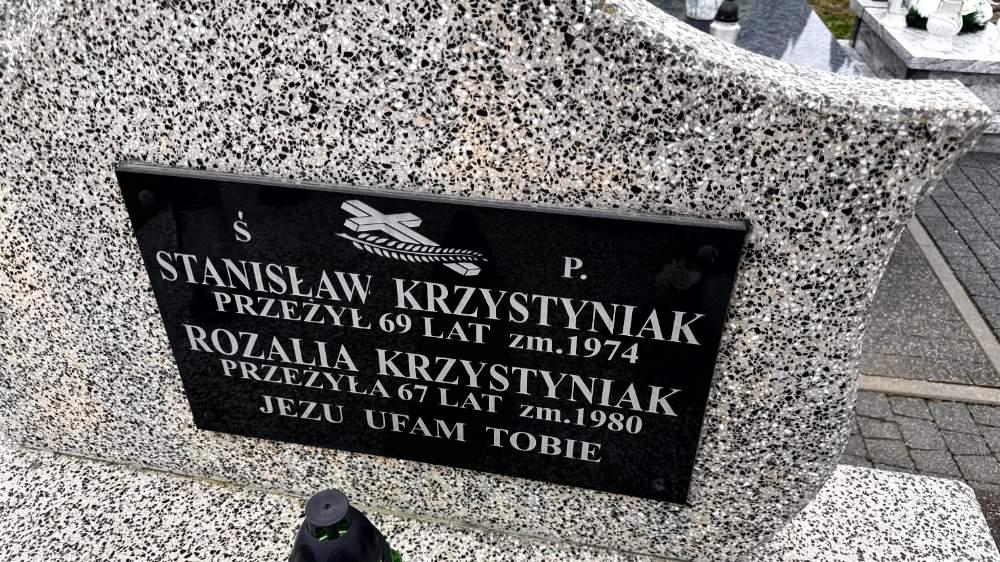 Ś P.
STANISŁAW KRZYSTYNIAK
PRZEŻYŁ 69 LAT zm.1974
ROZALIA KRZYSTYNIAK
PRZEŻYŁA 67 LAT zm.1980
JEZU UFAM TOBIE